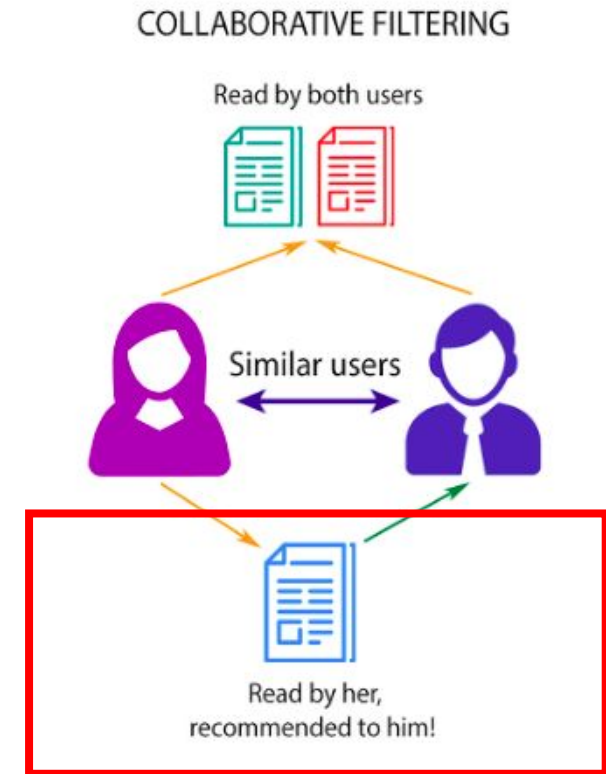 COLLABORATIVE FILTERING
Read by both users
Similar users
Read by her,
recommended to him!